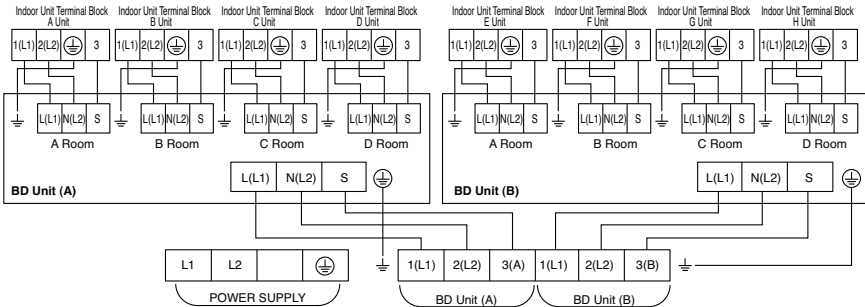 Indoor Unit Terminal Block Indoor Unit Terminal Block Indoor Unit Terminal Block Indoor Unit Terminal Block Indoor Unit Terminal Block Indoor Unit Terminal Block Indoor Unit Terminal Block Indoor Unit Terminal Block
A Unit B Unit C Unit D Unit E Unit F Unit G Unit H Unit
1(L1) 2(L2) 3 1(L1) 2(L2) 3 1(L1) 2(L2) 3 1(L1) 2(L2) 3 1(L1) 2(L2) 3 1(L1) 2(L2) 3 1(L1) 2(L2) 3 1(L1) 2(L2) 3
L(L1) N(L2) S L(L1) N(L2) S L(L1) N(L2) S L(L1) N(L2) S L(L1) N(L2) S L(L1) N(L2) S L(L1) N(L2) S L(L1) N(L2) S
A Room B Room C Room D Room A Room B Room C Room D Room
L(L1) N(L2) S L(L1) N(L2) S
BD Unit (A) BD Unit (B)
L1 L2 1(L1) 2(L2) 3(A) 1(L1) 2(L2) 3(B)
POWER SUPPLY BD Unit (A) BD Unit (B)